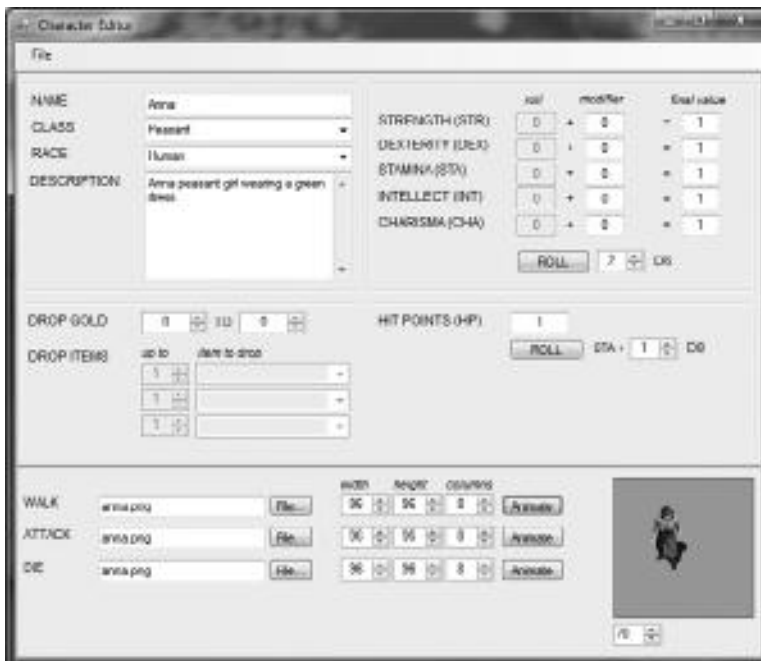 Character Editor
File
NAME Anna
CLASS Peasant
RACE Human
DESCRIPTION Anna peasant girl wearing a green dress.
roll modifier final value
STRENGTH (STR) 0 + 0 = 1
DEXTERITY (DEX) 0 + 0 = 1
STAMINA (STA) 0 + 0 = 1
INTELLECT (INT) 0 + 0 = 1
CHARISMA (CHA) 0 + 0 = 1
ROLL 2
DROP GOLD 0 TO 0
DROP ITEMS up to item to drop
1
1
1
HIT POINTS (HP) 1
ROLL STA + 1 D8
width height columns
WALK anna.png File... 96 96 8 Animate
ATTACK anna.png File... 96 96 8 Animate
DIE anna.png File... 96 96 8 Animate
70